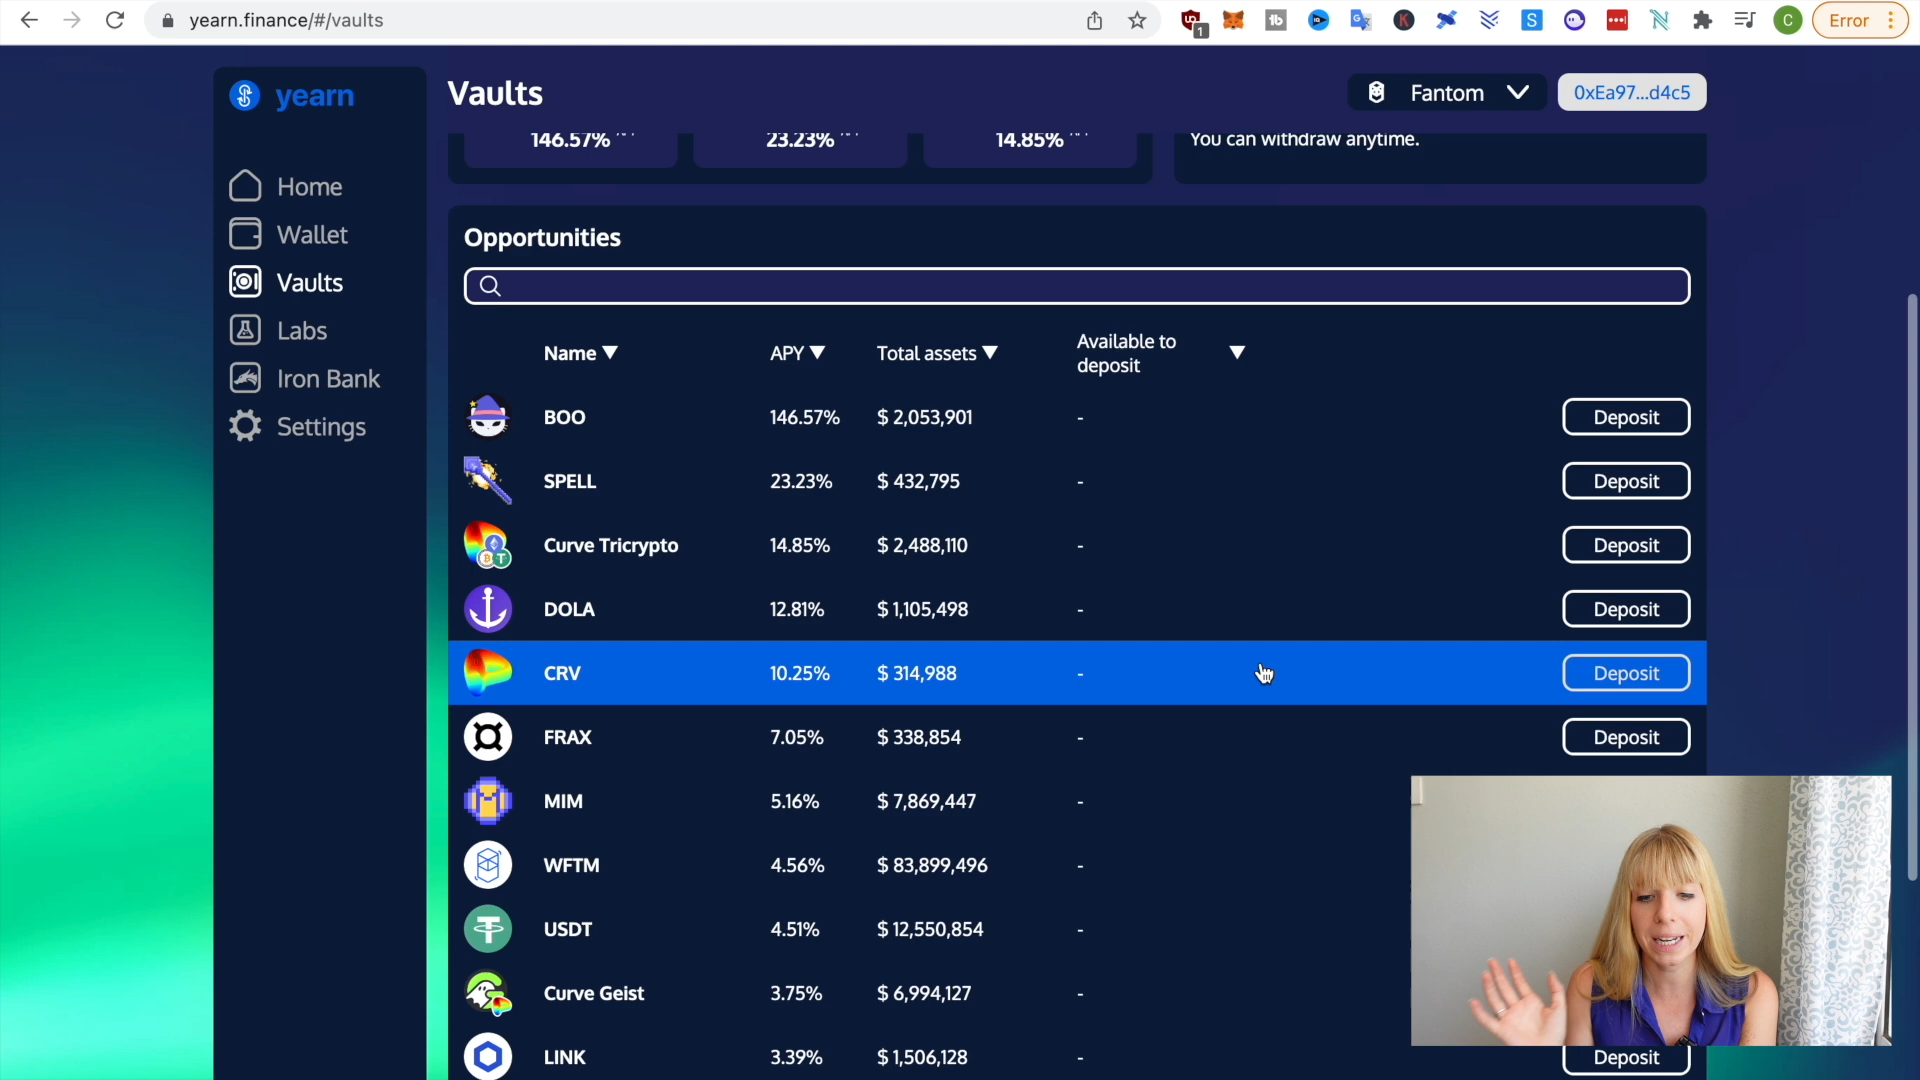 yearn.finance/#/vaults
1
C
Error
yearn
Vaults
Fantom
0xEa97...d4c5
146.57%
23.23%
14.85%
You can withdraw anytime.
Home
Wallet
Vaults
Labs
Iron Bank
Settings
Opportunities
Name APY Total assets Available to deposit
BOO 146.57% $ 2,053,901 - Deposit
SPELL 23.23% $ 432,795 - Deposit
Curve Tricrypto 14.85% $ 2,488,110 - Deposit
DOLA 12.81% $ 1,105,498 - Deposit
CRV 10.25% $ 314,988 - Deposit
FRAX 7.05% $ 338,854 - Deposit
MIM 5.16% $ 7,869,447 -
WFTM 4.56% $ 83,899,496 -
USDT 4.51% $ 12,550,854 -
Curve Geist 3.75% $ 6,994,127 -
LINK 3.39% $ 1,506,128 - Deposit